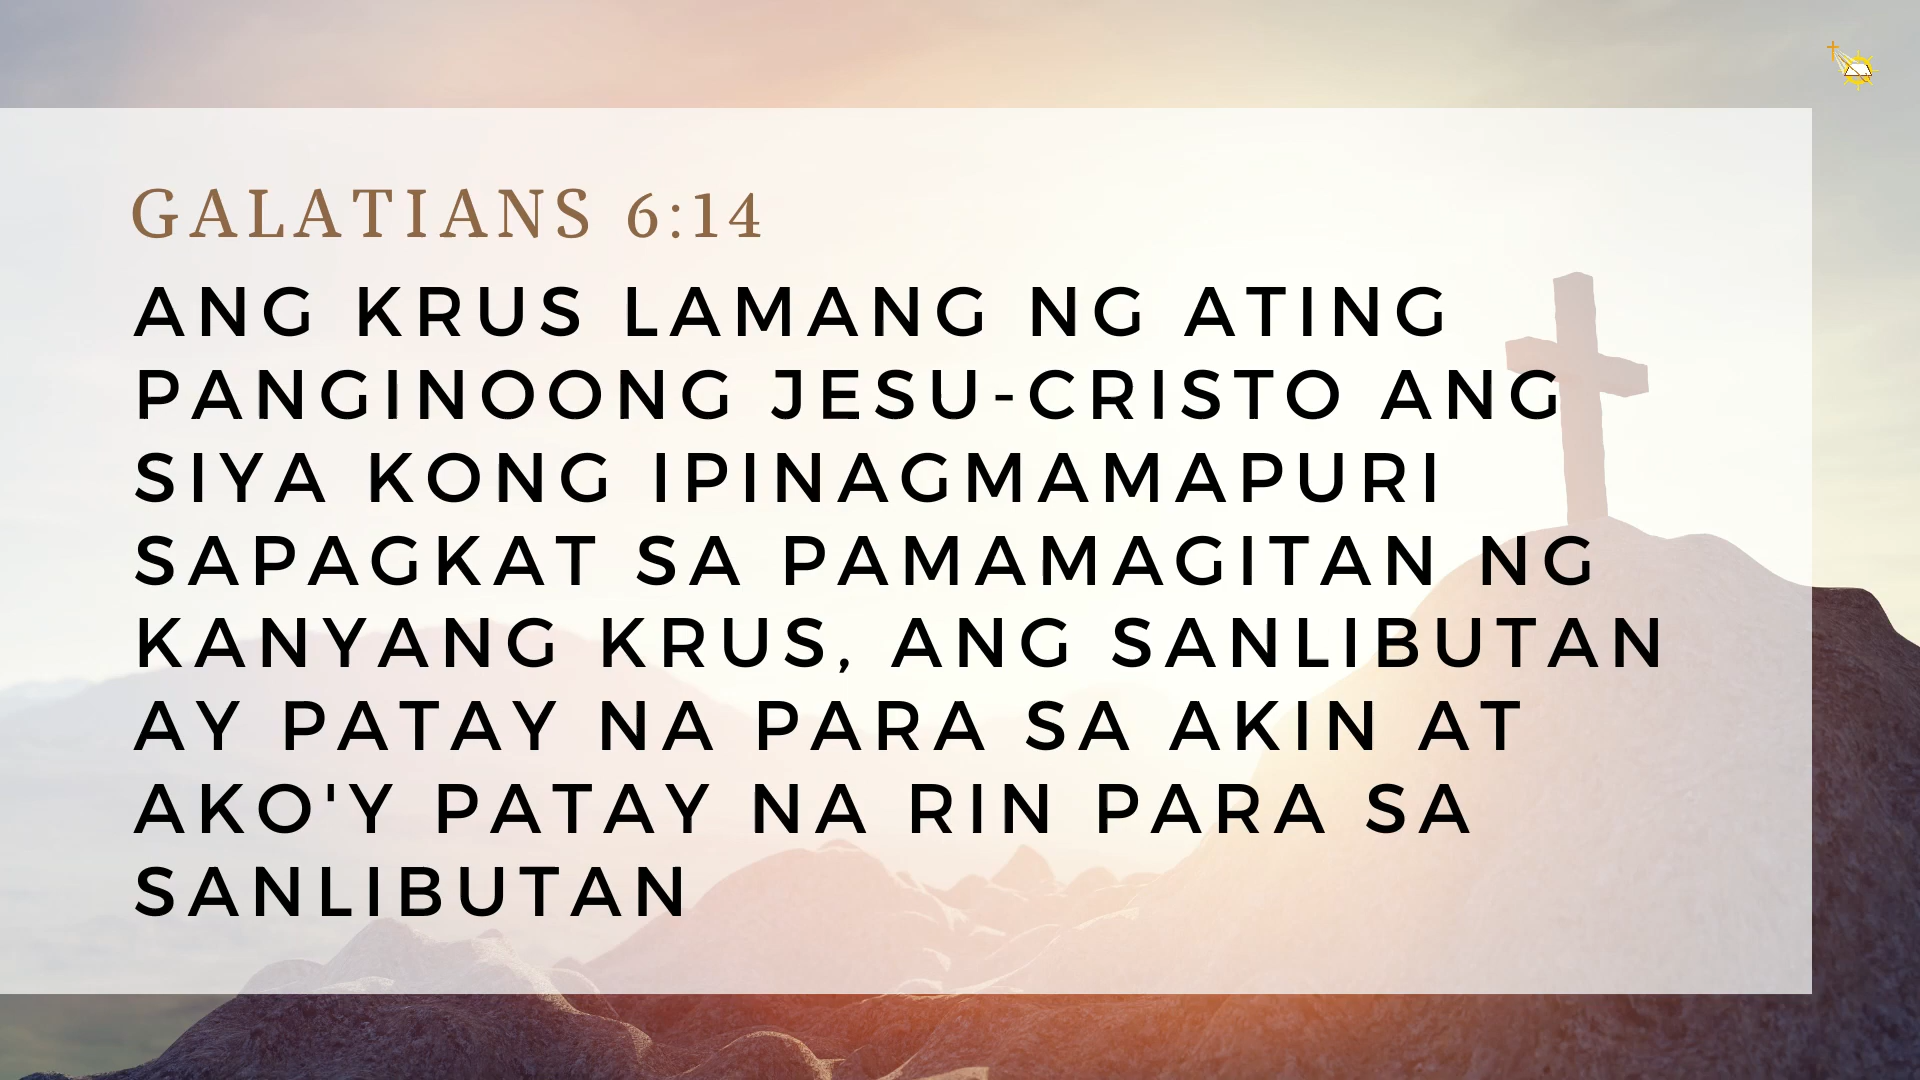 GALATIANS 6:14
ANG KRUS LAMANG NG ATING
PANGINOONG JESU-CRISTO ANG
SIYA KONG IPINAGMAMAPURI
SAPAGKAT SA PAMAMAGITAN NG
KANYANG KRUS, ANG SANLIBUTAN
AY PATAY NA PARA SA AKIN AT
AKO'Y PATAY NA RIN PARA SA
SANLIBUTAN